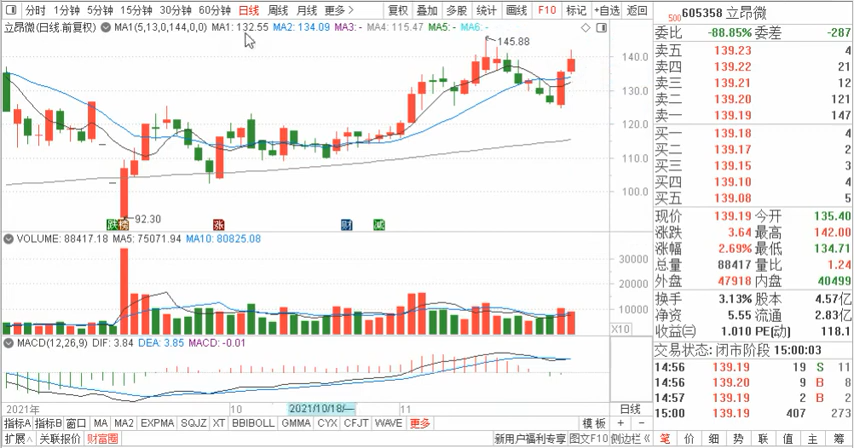 分时 1分钟 5分钟 15分钟 30分钟 60分钟 日线 周线 月线 更多> 复权 叠加 多股 统计 画线 F10 标记 +自选 返回
500 605358 立昂微
立昂微(日线 前复权) MA1(5,13,0,144,0,0) MA1: 132.55 MA2: 134.09 MA3: - MA4: 115.47 MA5: - MA6: -
委比 -88.85% 委差 -287
卖五 139.23 4
卖四 139.22 21
卖三 139.21 12
卖二 139.20 121
卖一 139.19 147
买一 139.18 4
买二 139.17 2
买三 139.15 3
买四 139.10 4
买五 139.08 5
145.88
140.0
130.0
120.0
110.0
100.0
92.30
跌 榜 涨 财 减
现价 139.19 今开 135.40
涨跌 3.64 最高 142.00
涨幅 2.69% 最低 134.71
总量 88417 量比 1.24
外盘 47918 内盘 40499
换手 3.13% 股本 4.57亿
净资 5.55 流通 2.83亿
收益㈢ 1.010 PE(动) 118.1
交易状态: 闭市阶段 15:00:03
14:56 139.19 19 S 11
14:56 139.20 9 B 8
14:57 139.19 2 B 2
15:00 139.19 407 273
VOLUME: 88417.18 MA5: 75071.94 MA10: 80825.08
30000
20000
10000
X10
MACD(12,26,9) DIF: 3.84 DEA: 3.85 MACD: -0.01
2021年 10 2021/10/18/一 11 日线
指标A 指标B 窗口 MA MA2 EXPMA SQJZ XT BBIBOLL GMMA CYX CFJT WAVE 更多 模板 + −
扩展∧ 关联报价 财富圈 新用户福利专享 图文F10 侧边栏《 笔 价 细 势 联 值 主 筹